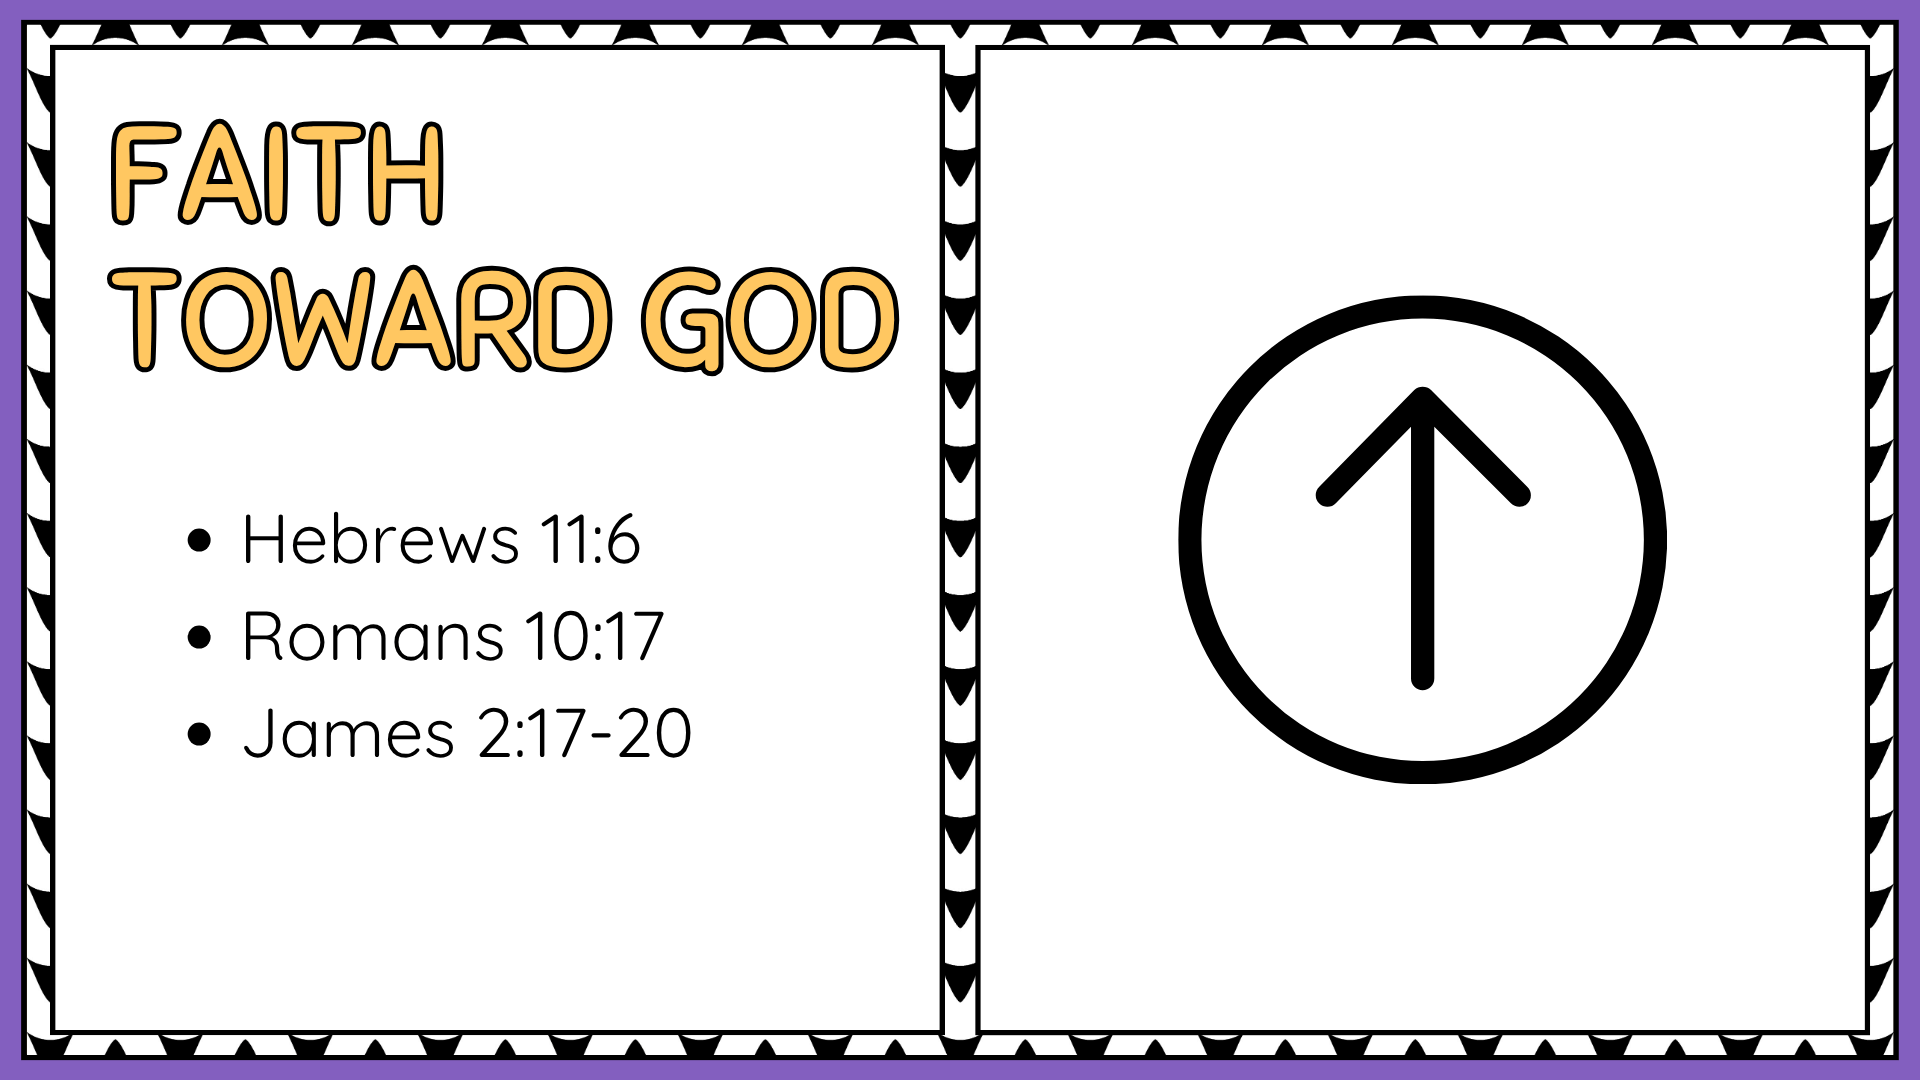 FAITH
TOWARD GOD
• Hebrews 11:6
• Romans 10:17
• James 2:17-20